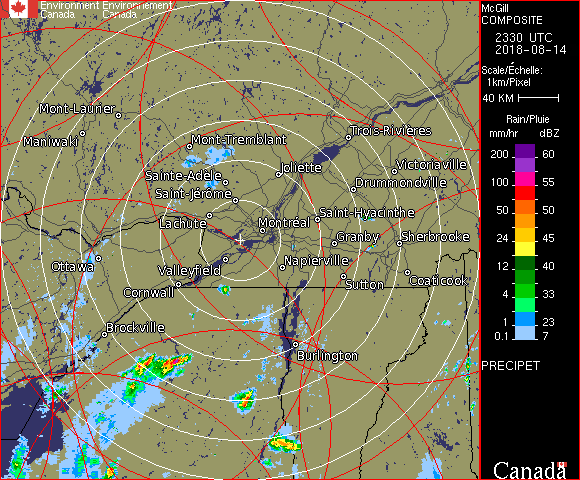 Environment Environnement
Canada Canada
Mont-Laurier
Maniwaki
Mont-Tremblant
Trois-Rivières
Sainte-Adèle
Joliette
Victoriaville
Saint-Jérôme
Drummondville
Lachute
Montréal
Saint-Hyacinthe
Granby
Sherbrooke
Ottawa
Valleyfield
Napierville
Cornwall
Sutton
Coaticook
Brockville
Burlington
McGill
COMPOSITE
2330 UTC
2018-08-14
Scale/Échelle:
1km/Pixel
40 KM
Rain/Pluie
mm/hr dBZ
200 60
100 55
50 50
24 45
12 40
4 33
1 23
0.1 7
PRECIPET
Canada